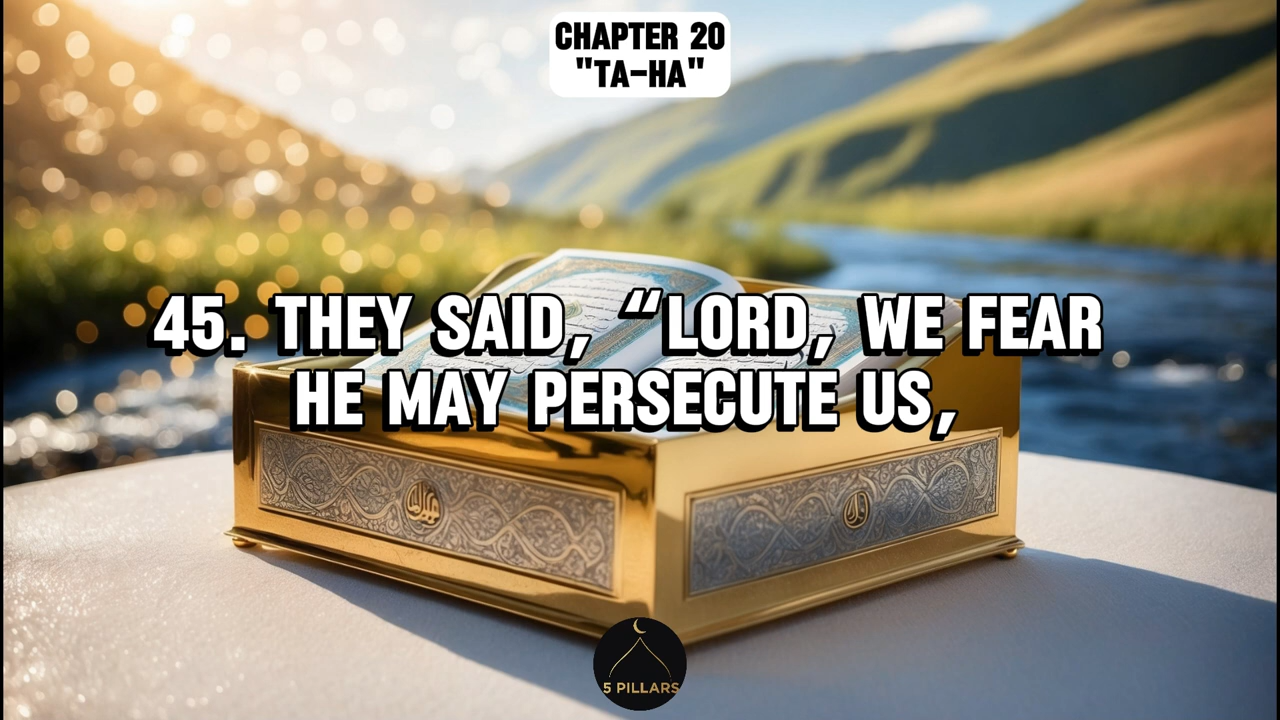 CHAPTER 20
"TA-HA"
45. THEY SAID, “LORD, WE FEAR
HE MAY PERSECUTE US,
5 PILLARS